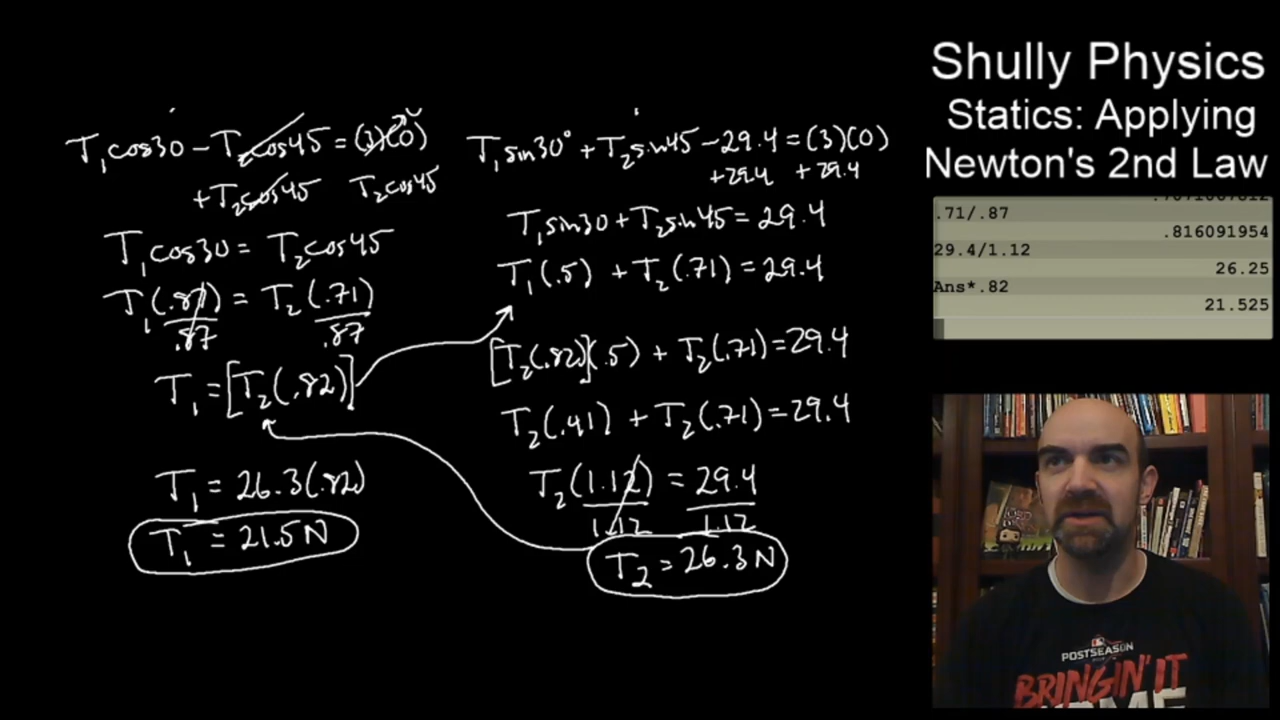 T₁cos30 - T₂cos45 = (3)(0)
+T₂cos45 T₂cos45
T₁cos30 = T₂cos45
T₁(.87) = T₂(.71)
.87 .87
T₁ = [T₂(.82)]
T₁ = 26.3(.82)
T₁ = 21.5N
T₁sin30° + T₂sin45 - 29.4 = (3)(0)
+29.4 +29.4
T₁sin30 + T₂sin45 = 29.4
T₁(.5) + T₂(.71) = 29.4
[T₂(.82)](.5) + T₂(.71) = 29.4
T₂(.41) + T₂(.71) = 29.4
T₂(1.12) = 29.4
1.12 1.12
T₂ = 26.3N
Shully Physics
Statics: Applying
Newton's 2nd Law
.71/.87
.816091954
29.4/1.12
26.25
Ans*.82
21.525
POSTSEASON
BRINGIN' IT